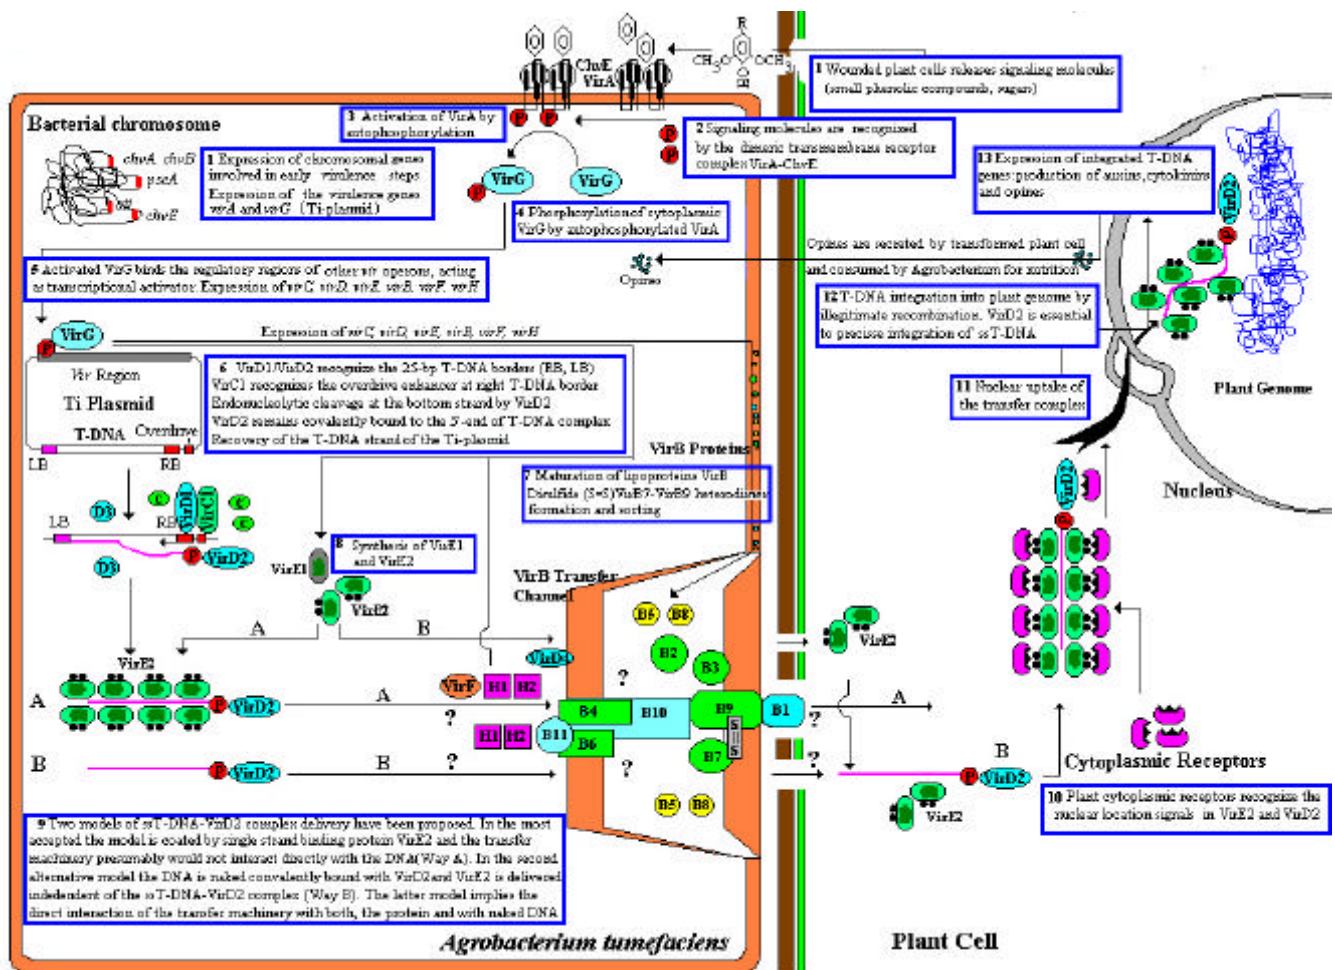 R
CH₃O
OCH₃
ChvE
VirA
1 Wounded plant cells releases signaling molecules
(small phenolic compounds, sugars)
Bacterial chromosome
3 Activation of VirA by
autophosphorylation
P P
P
P
2 Signaling molecules are recognized
by the dimeric transmembrane receptor
complex VirA-ChvE
chvA chvB
pscA
att
chvE
1 Expression of chromosomal genes
involved in early virulence steps
Expression of the virulence genes
virA and virG (Ti-plasmid)
VirG
P
VirG
4 Phosphorylation of cytoplasmic
VirG by autophosphorylated VirA
13 Expression of integrated T-DNA
genes: production of auxins, cytokinins
and opines
VirD2
P
Opines are secreted by transformed plant cell
and consumed by Agrobacterium for nutrition
Opines
5 Activated VirG binds the regulatory regions of other vir operons, acting
as transcriptional activator. Expression of virC, virD, virE, virB, virF, virH
12 T-DNA integration into plant genome by
illegitimate recombination. VirD2 is essential
to precisse integration of ssT-DNA
VirG
P
Expression of virC, virD, virE, virB, virF, virH
Vir Region
Ti Plasmid
T-DNA
Overdrive
LB
RB
6 VirD1/VirD2 recognize the 25-bp T-DNA borders (RB, LB)
VirC1 recognizes the overdrive enhancer at right T-DNA border
Endonucleolytic cleavage at the bottom strand by VirD2
VirD2 remains covalently bound to the 5'-end of T-DNA complex
Recovery of the T-DNA strand of the Ti-plasmid
11 Nuclear uptake of
the transfer complex
Plant Genome
VirB Proteins
7 Maturation of lipoproteins VirB
Disulfide (S=S)VirB7-VirB9 heterodimer
formation and sorting
Nucleus
VirD2
P
D3
C
VirD1
VirC1
C
C
LB
RB
P
VirD2
D3
VirE1
8 Synthesis of VirE1
and VirE2
VirE2
VirB Transfer
Channel
A
B
B5
B8
B2
B3
VirE2
VirE2
VirD4
VirF
H1 H2
?
A
P
VirD2
A
?
B4
B10
B9
B1
?
A
H1 H2
B11
B6
S
S
B7
B
P
VirD2
B
?
?
?
B
P
VirD2
VirE2
B5
B8
Cytoplasmic Receptors
10 Plant cytoplasmic receptors recognize the
nuclear location signals in VirE2 and VirD2
9 Two models of ssT-DNA-VirD2 complex delivery have been proposed. In the most
accepted the model is coated by single strand binding protein VirE2 and the transfer
machinery presumably would not interact directly with the DNA(Way A). In the second
alternative model the DNA is naked convalently bond with VirD2and VirE2 is delivered
indendent of the ssT-DNA-VirD2 complex (Way B). The latter model implies the
direct interaction of the transfer machinery with both, the protein and with naked DNA
Agrobacterium tumefaciens
Plant Cell